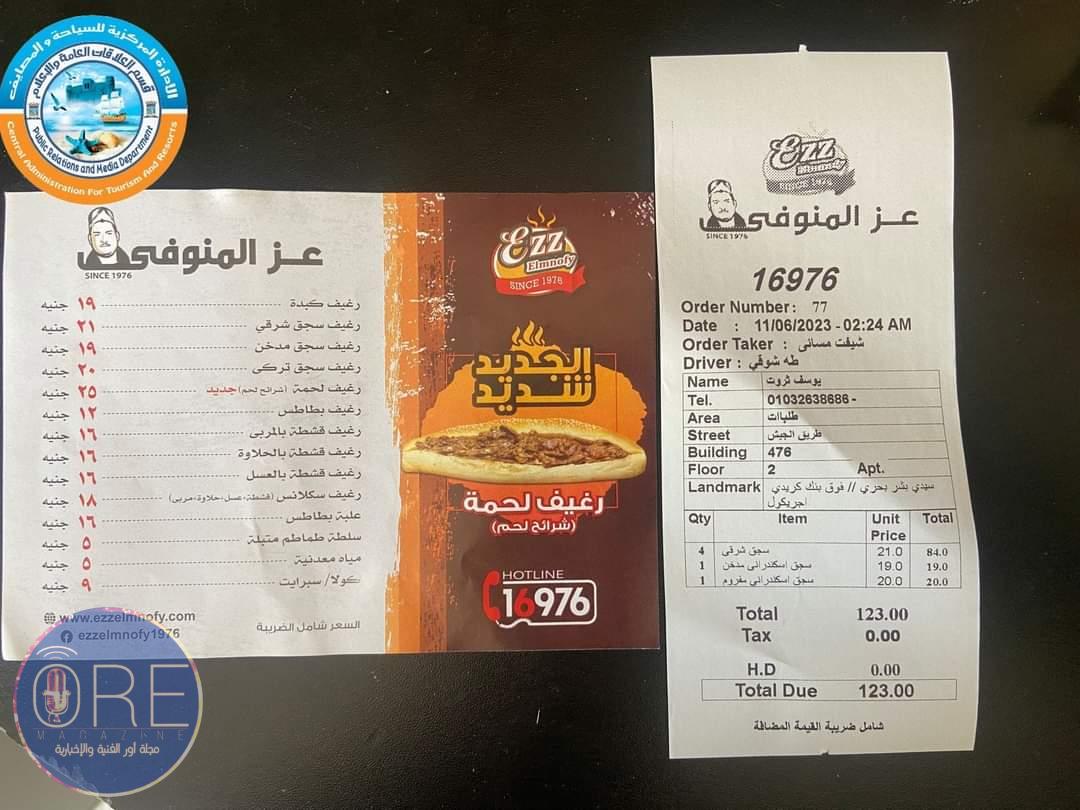 الادارة المركزية للسياحة و المصايف
قسم العلاقات العامة والإعلام
Public Relations and Media Department
Central Administration For Tourism And Resorts
عز المنوفى
SINCE 1976
رغيف كبدة ١٩ جنيه
رغيف سجق شرقي ٢١ جنيه
رغيف سجق مدخن ١٩ جنيه
رغيف سجق تركى ٢٠ جنيه
رغيف لحمة (شرائح لحم) جديد ٢٥ جنيه
رغيف بطاطس ١٢ جنيه
رغيف قشطة بالمربى ١٦ جنيه
رغيف قشطة بالحلاوة ١٦ جنيه
رغيف قشطة بالعسل ١٦ جنيه
رغيف سكلانس (قشطة-عسل-حلاوة-مربى) ١٨ جنيه
علبة بطاطس ١٦ جنيه
سلطة طماطم متبلة ٥ جنيه
مياه معدنية ٥ جنيه
كولا/ سبرايت ٩ جنيه
www.ezzelmnofy.com
ezzelmnofy1976
السعر شامل الضريبة
Ezz
Elmnofy
SINCE 1976
الجديد
شديد
رغيف لحمة
(شرائح لحم)
HOTLINE
16976
Ezz
Elmnofy
SINCE 1976
عز المنوفى
SINCE 1976
16976
Order Number: 77
Date : 11/06/2023 - 02:24 AM
Order Taker : شيفت مسائى
Driver : طه شوقي
Name يوسف ثروت
Tel. 01032638686 -
Area طلبات
Street طريق الجيش
Building 476
Floor 2 Apt.
Landmark سيدي بشر بحري // فوق بنك كريدي
اجريكول
Qty Item Unit Price Total
4 سجق شرقى 21.0 84.0
1 سجق اسكندرانى مدخن 19.0 19.0
1 سجق اسكندرانى مفروم 20.0 20.0
Total 123.00
Tax 0.00
H.D 0.00
Total Due 123.00
شامل ضريبة القيمة المضافة
ORE
MAGAZINE
مجلة أور الفنية والإخبارية